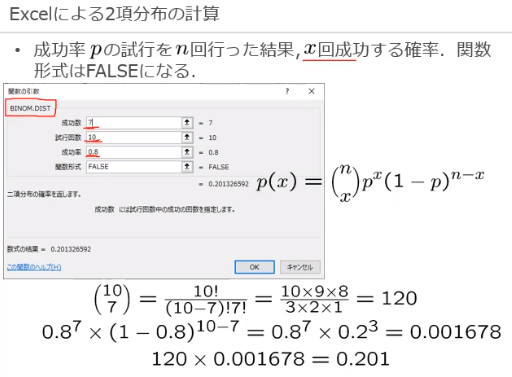 Excelによる2項分布の計算
• 成功率 p の試行を n 回行った結果, x 回成功する確率. 関数
形式はFALSEになる.
関数の引数 ? ×
BINOM.DIST
成功数 7 = 7
試行回数 10 = 10
成功率 0.8 = 0.8
関数形式 FALSE = FALSE
= 0.201326592
p(x) = \binom{n}{x} p^x (1 − p)^{n−x}
二項分布の確率を返します。
成功数 には試行回数中の成功の回数を指定します。
数式の結果 = 0.201326592
この関数のヘルプ(H) OK キャンセル
\binom{10}{7} = \frac{10!}{(10−7)!7!} = \frac{10×9×8}{3×2×1} = 120
0.8^7 × (1 − 0.8)^{10−7} = 0.8^7 × 0.2^3 = 0.001678
120 × 0.001678 = 0.201